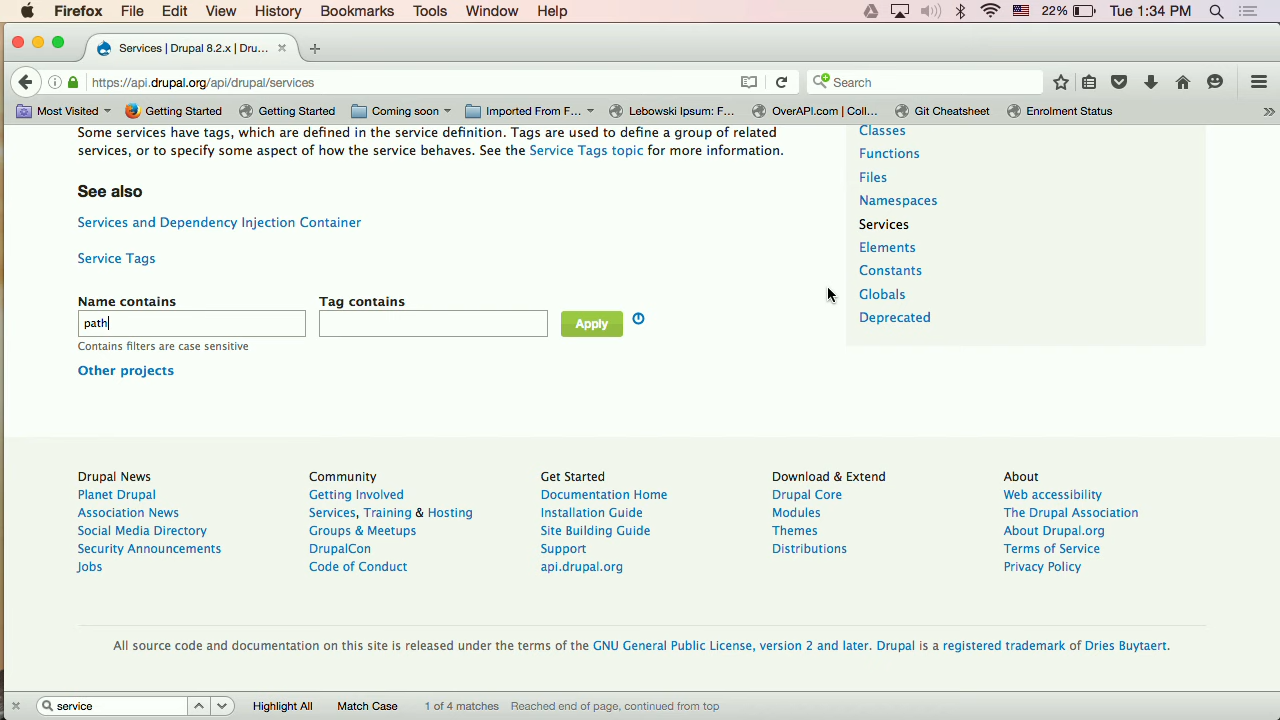 Firefox File Edit View History Bookmarks Tools Window Help 22% Tue 1:34 PM
Services | Drupal 8.2.x | Dru...
https://api.drupal.org/api/drupal/services Search
Most Visited Getting Started Getting Started Coming soon Imported From F... Lebowski Ipsum: F... OverAPI.com | Coll... Git Cheatsheet Enrolment Status
Some services have tags, which are defined in the service definition. Tags are used to define a group of related
services, or to specify some aspect of how the service behaves. See the Service Tags topic for more information.
See also
Services and Dependency Injection Container
Service Tags
Name contains Tag contains
path Apply
Contains filters are case sensitive
Other projects
Classes
Functions
Files
Namespaces
Services
Elements
Constants
Globals
Deprecated
Drupal News
Planet Drupal
Association News
Social Media Directory
Security Announcements
Jobs
Community
Getting Involved
Services, Training & Hosting
Groups & Meetups
DrupalCon
Code of Conduct
Get Started
Documentation Home
Installation Guide
Site Building Guide
Support
api.drupal.org
Download & Extend
Drupal Core
Modules
Themes
Distributions
About
Web accessibility
The Drupal Association
About Drupal.org
Terms of Service
Privacy Policy
All source code and documentation on this site is released under the terms of the GNU General Public License, version 2 and later. Drupal is a registered trademark of Dries Buytaert.
service Highlight All Match Case 1 of 4 matches Reached end of page, continued from top